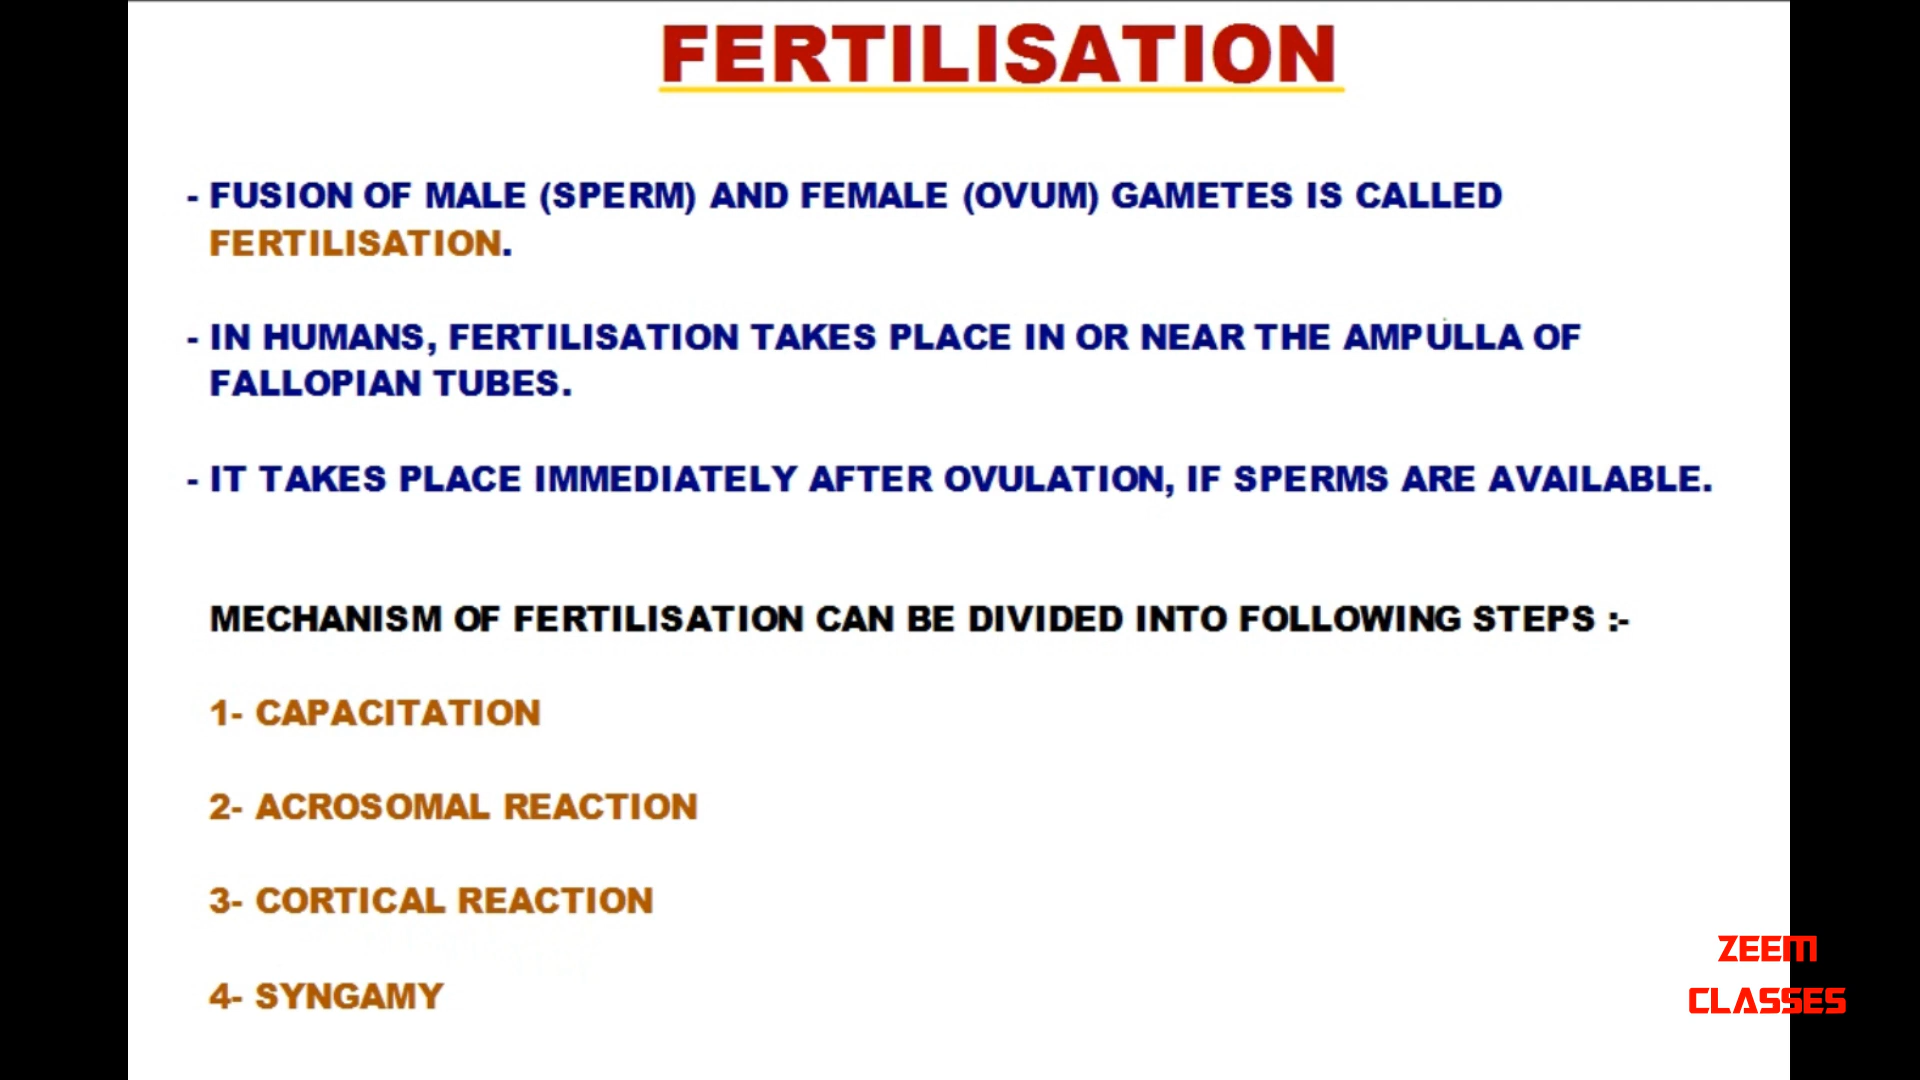 FERTILISATION
- FUSION OF MALE (SPERM) AND FEMALE (OVUM) GAMETES IS CALLED
FERTILISATION.
- IN HUMANS, FERTILISATION TAKES PLACE IN OR NEAR THE AMPULLA OF
FALLOPIAN TUBES.
- IT TAKES PLACE IMMEDIATELY AFTER OVULATION, IF SPERMS ARE AVAILABLE.
MECHANISM OF FERTILISATION CAN BE DIVIDED INTO FOLLOWING STEPS :-
1- CAPACITATION
2- ACROSOMAL REACTION
3- CORTICAL REACTION
4- SYNGAMY
ZEEM
CLASSES